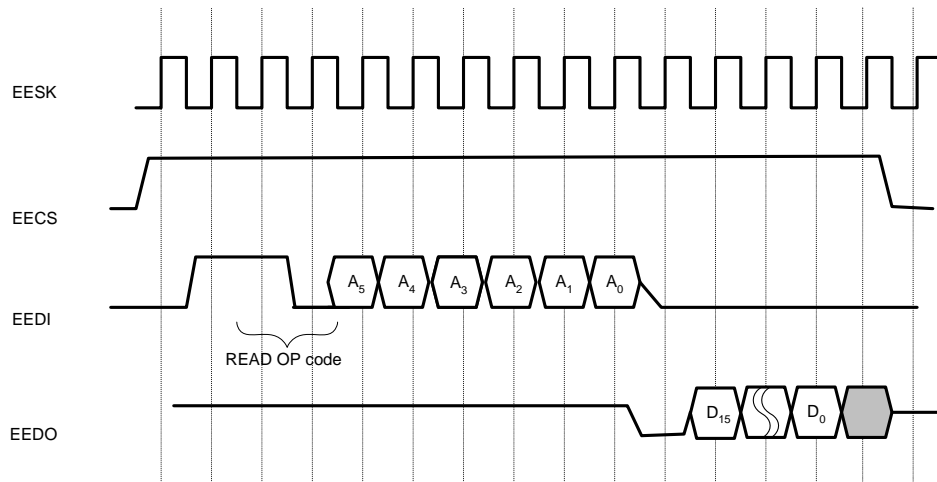 EESK
EECS
EEDI
A5 A4 A3 A2 A1 A0
READ OP code
EEDO
D15 D0